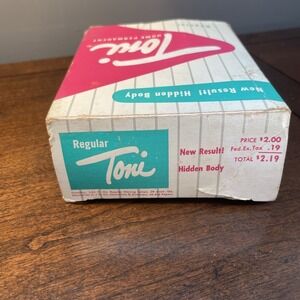 Toni
HOME PERMANENT
New Result! Hidden Body
Regular
Toni
New Result!
Hidden Body
PRICE $2.00
Fed.Ex.Tax .19
TOTAL $2.19